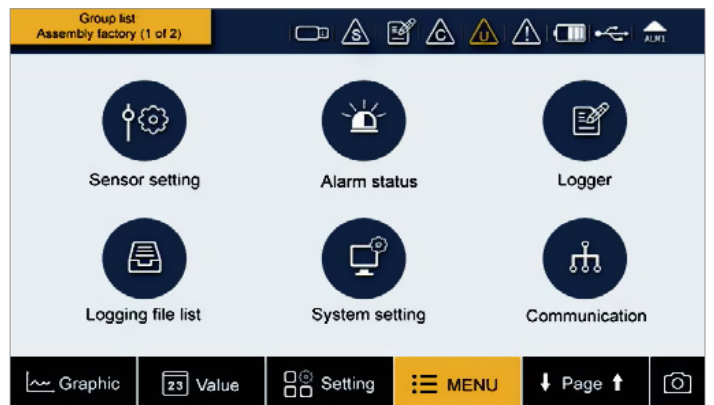 Group list
Assembly factory (1 of 2)
S
C
U
!
ALM1
Sensor setting
Alarm status
Logger
Logging file list
System setting
Communication
Graphic
23 Value
Setting
MENU
Page